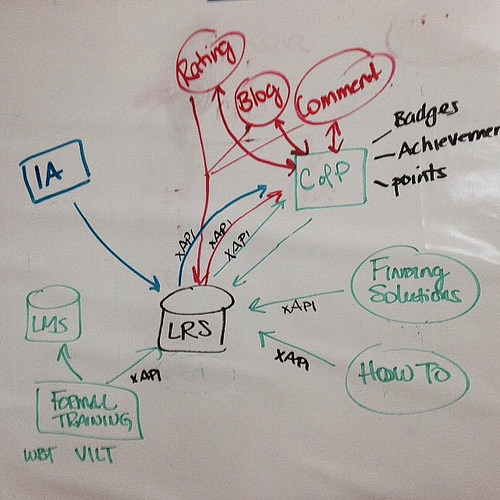 Rating
Blog
Comment
Badges
Achievemen
points
CofP
IA
xAPI
xAPI
xAPI
Finding
Solutions
LMS
LRS
xAPI
xAPI
How To
xAPI
Formal
Training
WBT VILT